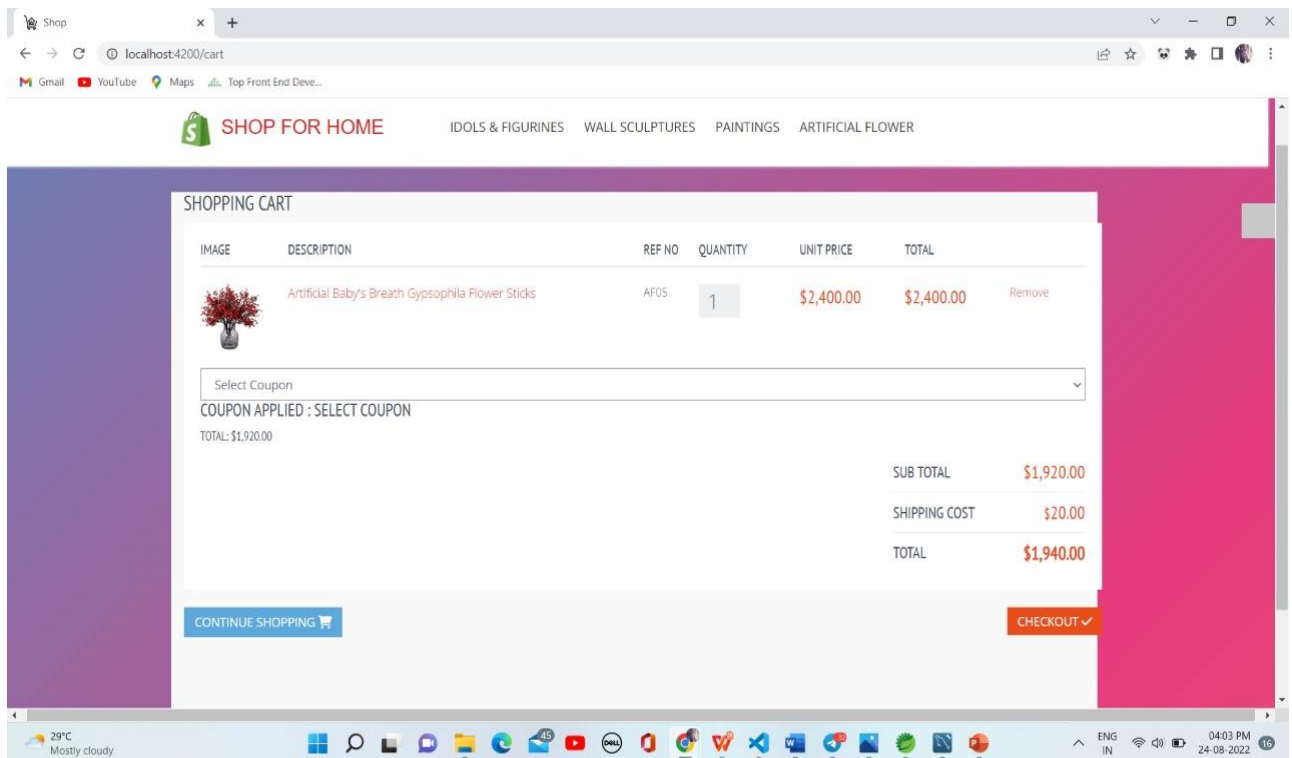 Shop
localhost:4200/cart
Gmail YouTube Maps Top Front End Deve...
SHOP FOR HOME IDOLS & FIGURINES WALL SCULPTURES PAINTINGS ARTIFICIAL FLOWER
SHOPPING CART
IMAGE DESCRIPTION REF NO QUANTITY UNIT PRICE TOTAL
Artificial Baby's Breath Gypsophila Flower Sticks AF05 1 $2,400.00 $2,400.00 Remove
Select Coupon
COUPON APPLIED : SELECT COUPON
TOTAL: $1,920.00
SUB TOTAL $1,920.00
SHIPPING COST $20.00
TOTAL $1,940.00
CONTINUE SHOPPING CHECKOUT
29°C
Mostly cloudy
45
DELL
ENG
IN
04:03 PM
24-08-2022
16